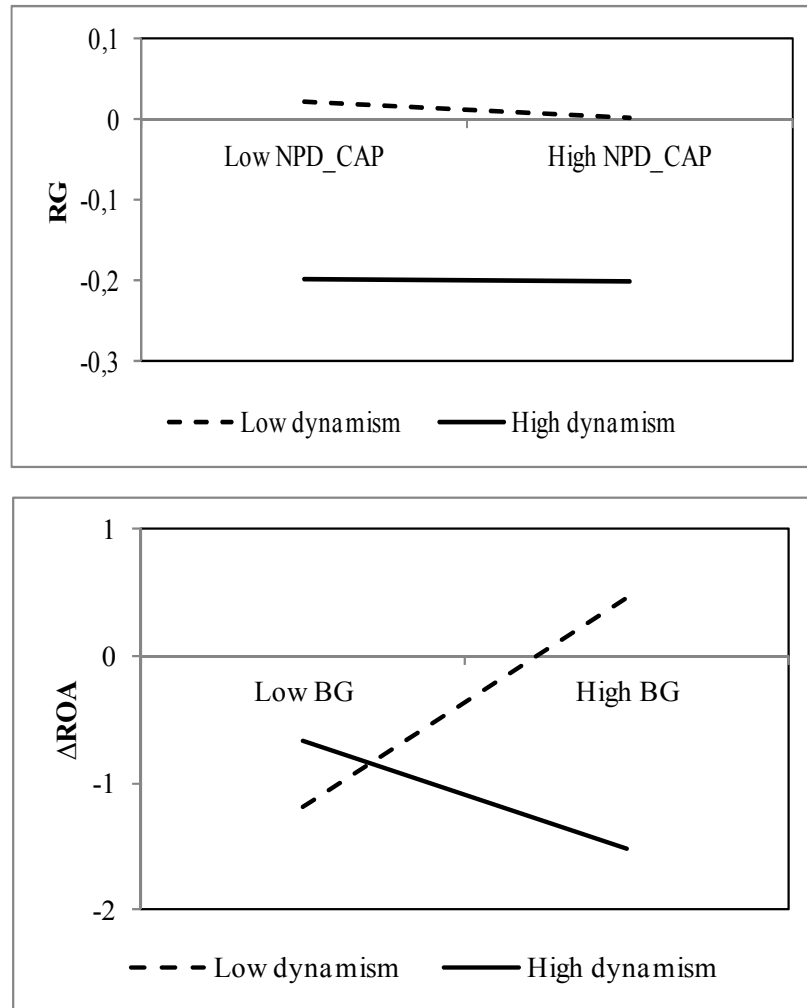 0,1
0
Low NPD_CAP High NPD_CAP
-0,1
RG
-0,2
-0,3
Low dynamism High dynamism
1
0
Low BG High BG
ΔROA
-1
-2
Low dynamism High dynamism